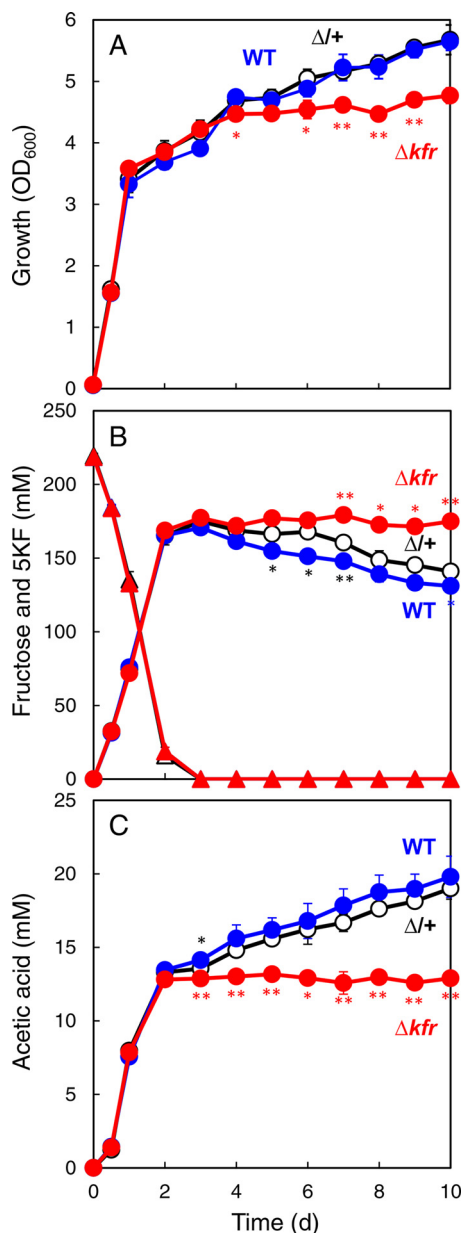 A
6
5
4
3
2
1
0
Growth (OD600)
WT
Δ/+
Δkfr
*
*
**
**
**
B
250
200
150
100
50
0
Fructose and 5KF (mM)
Δkfr
**
*
*
**
Δ/+
WT
*
*
**
*
C
25
20
15
10
5
0
Acetic acid (mM)
WT
Δ/+
*
**
**
**
*
**
**
**
**
Δkfr
0 2 4 6 8 10
Time (d)